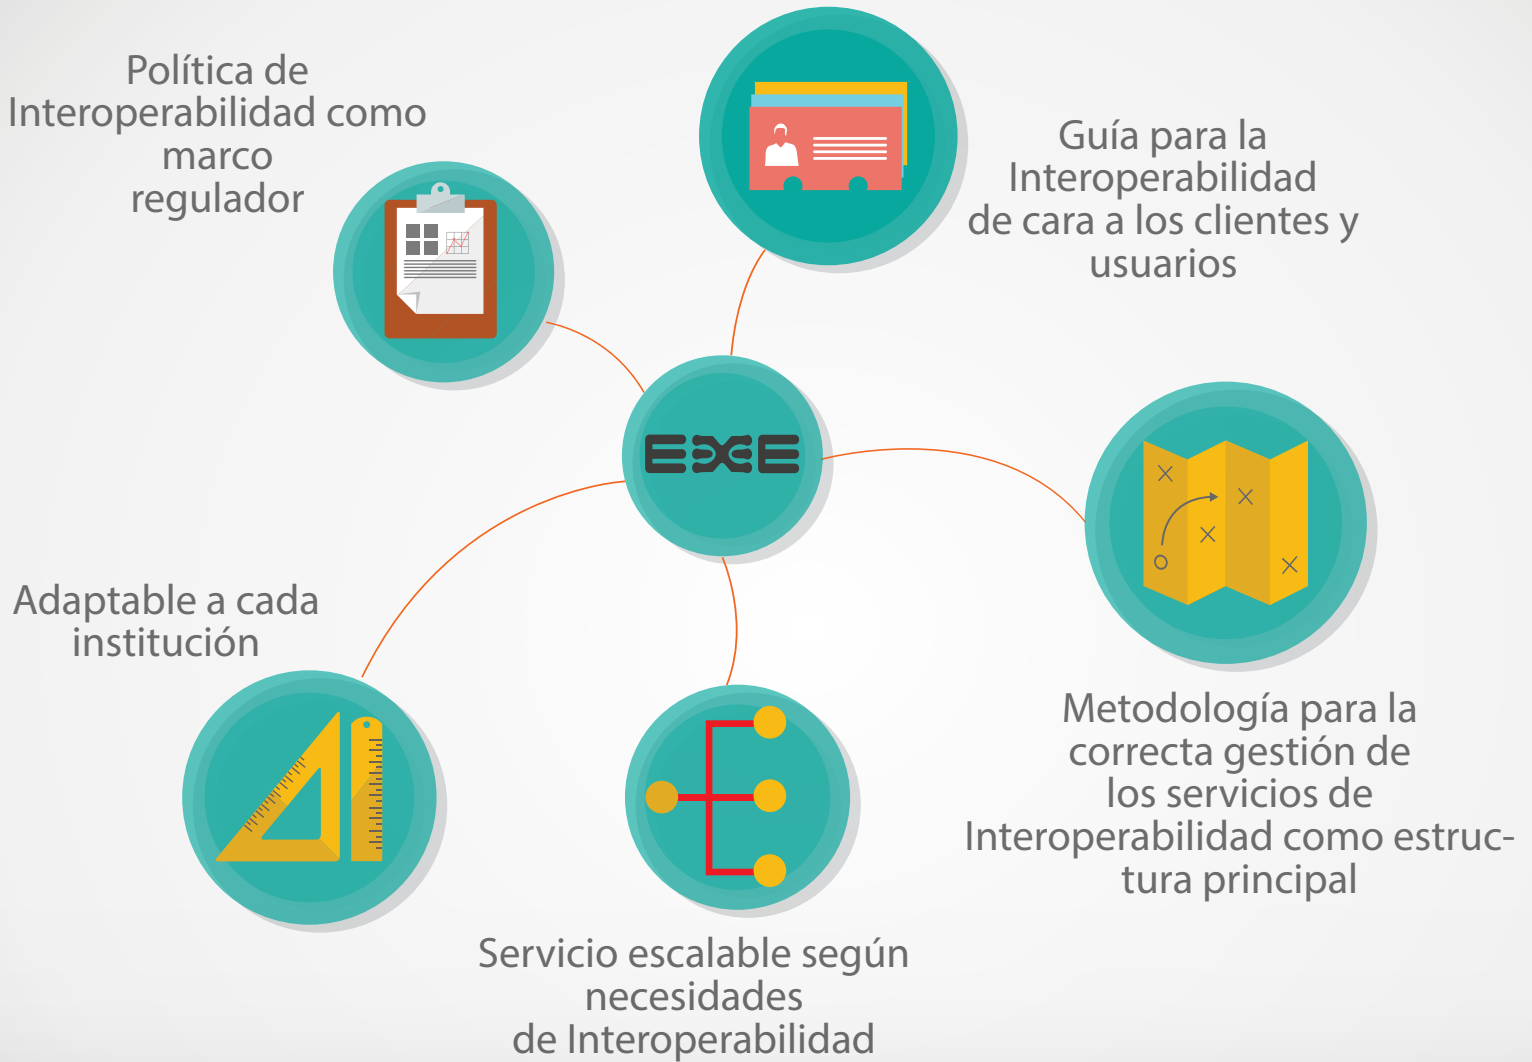 Política de
Interoperabilidad como
marco
regulador
Guía para la
Interoperabilidad
de cara a los clientes y
usuarios
EXE
Adaptable a cada
institución
Metodología para la
correcta gestión de
los servicios de
Interoperabilidad como estruc-
tura principal
Servicio escalable según
necesidades
de Interoperabilidad